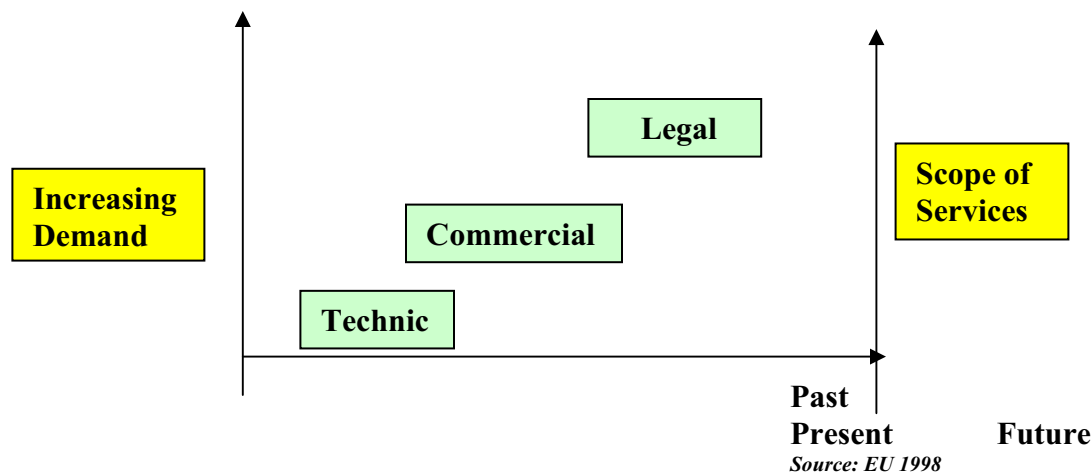 Legal
Scope of
Services
Increasing
Demand
Commercial
Technic
Past
Present Future
Source: EU 1998